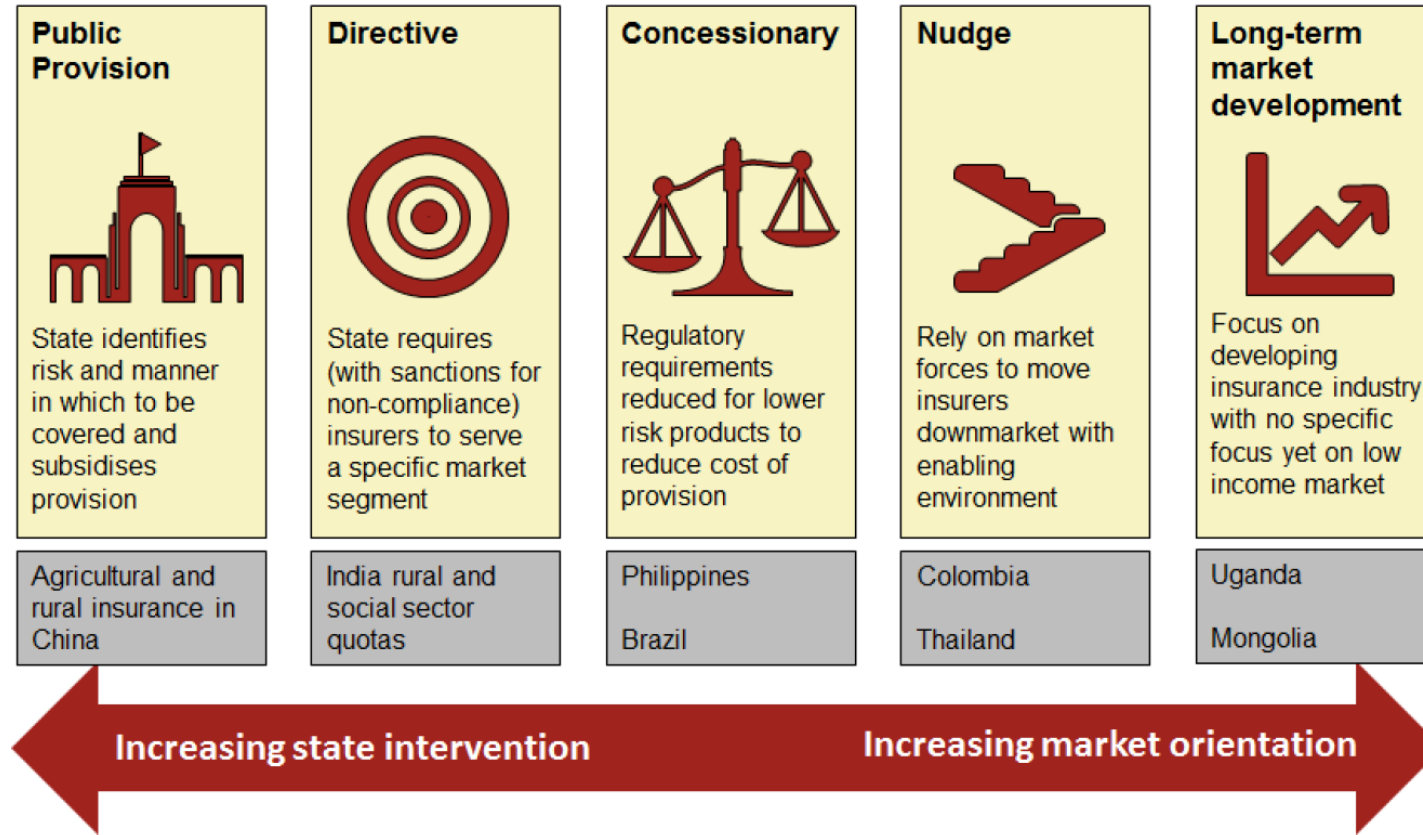 Public
Provision
State identifies
risk and manner
in which to be
covered and
subsidises
provision
Agricultural and
rural insurance in
China
Directive
State requires
(with sanctions for
non-compliance)
insurers to serve
a specific market
segment
India rural and
social sector
quotas
Concessionary
Regulatory
requirements
reduced for lower
risk products to
reduce cost of
provision
Philippines
Brazil
Nudge
Rely on market
forces to move
insurers
downmarket with
enabling
environment
Colombia
Thailand
Long-term
market
development
Focus on
developing
insurance industry
with no specific
focus yet on low
income market
Uganda
Mongolia
Increasing state intervention
Increasing market orientation